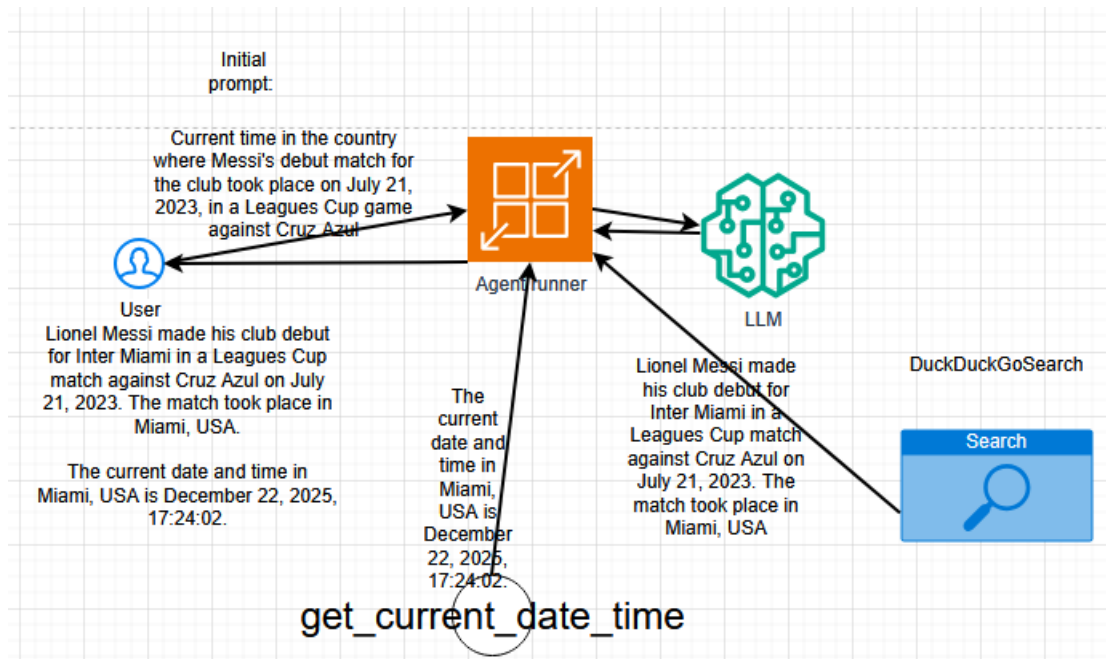 Initial
prompt:
Current time in the country
where Messi's debut match for
the club took place on July 21,
2023, in a Leagues Cup game
against Cruz Azul
Agent runner
LLM
User
Lionel Messi made his club debut
for Inter Miami in a Leagues Cup
match against Cruz Azul on July
21, 2023. The match took place in
Miami, USA.
The current date and time in
Miami, USA is December 22, 2025,
17:24:02.
The
current
date and
time in
Miami,
USA is
December
22, 2025,
17:24:02.
get_current_date_time
Lionel Messi made
his club debut for
Inter Miami in a
Leagues Cup match
against Cruz Azul on
July 21, 2023. The
match took place in
Miami, USA
DuckDuckGoSearch
Search